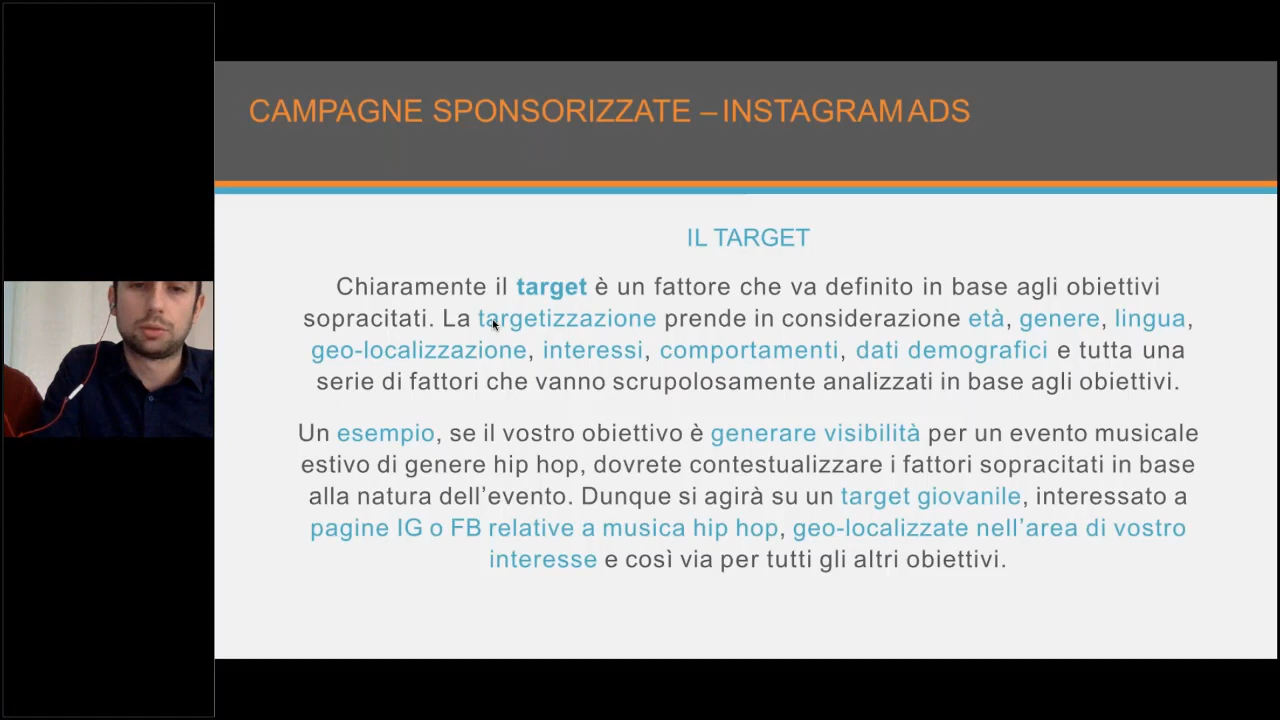 CAMPAGNE SPONSORIZZATE – INSTAGRAM ADS
IL TARGET
Chiaramente il target è un fattore che va definito in base agli obiettivi
sopracitati. La targetizzazione prende in considerazione età, genere, lingua,
geo-localizzazione, interessi, comportamenti, dati demografici e tutta una
serie di fattori che vanno scrupolosamente analizzati in base agli obiettivi.
Un esempio, se il vostro obiettivo è generare visibilità per un evento musicale
estivo di genere hip hop, dovrete contestualizzare i fattori sopracitati in base
alla natura dell’evento. Dunque si agirà su un target giovanile, interessato a
pagine IG o FB relative a musica hip hop, geo-localizzate nell’area di vostro
interesse e così via per tutti gli altri obiettivi.